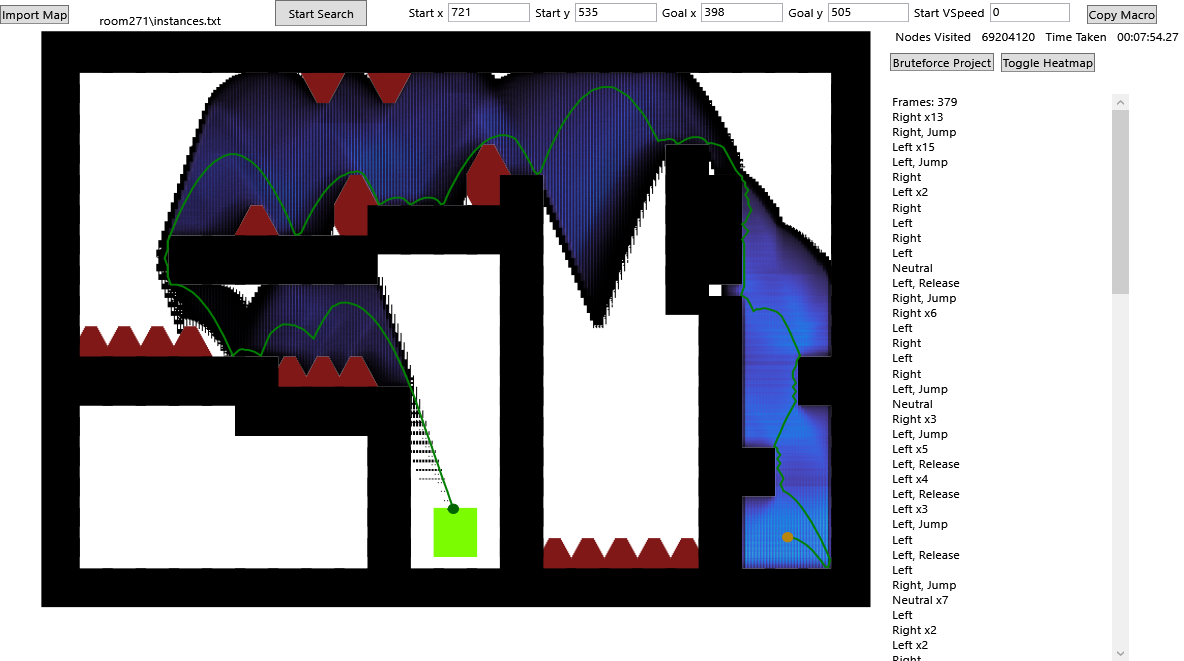 Import Map room271\instances.txt Start Search Start x 721 Start y 535 Goal x 398 Goal y 505 Start VSpeed 0 Copy Macro
Nodes Visited 69204120 Time Taken 00:07:54.27
Bruteforce Project Toggle Heatmap
Frames: 379
Right x13
Right, Jump
Left x15
Left, Jump
Right
Left x2
Right
Left
Right
Left
Neutral
Left, Release
Right, Jump
Right x6
Left
Right
Left
Right
Left, Jump
Neutral
Right x3
Left, Jump
Left x5
Left, Release
Left x4
Left, Release
Left x3
Left, Jump
Left
Left, Release
Left
Right, Jump
Neutral x7
Left
Right x2
Left x2
Right